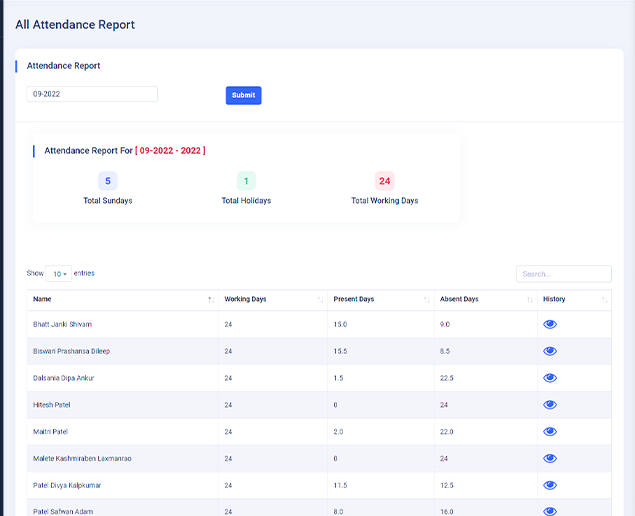 All Attendance Report
Attendance Report
09-2022
Submit
Attendance Report For [ 09-2022 - 2022 ]
5 1 24
Total Sundays Total Holidays Total Working Days
Show 10 entries Search...
Name Working Days Present Days Absent Days History
Bhatt Janki Shivam 24 15.0 9.0
Biswari Prashansa Dileep 24 15.5 8.5
Dalsania Dipa Ankur 24 1.5 22.5
Hitesh Patel 24 0 24
Maitri Patel 24 2.0 22.0
Malete Kashmiraben Laxmanrao 24 0 24
Patel Divya Kalpkumar 24 11.5 12.5
Patel Safwan Adam 24 8.0 16.0